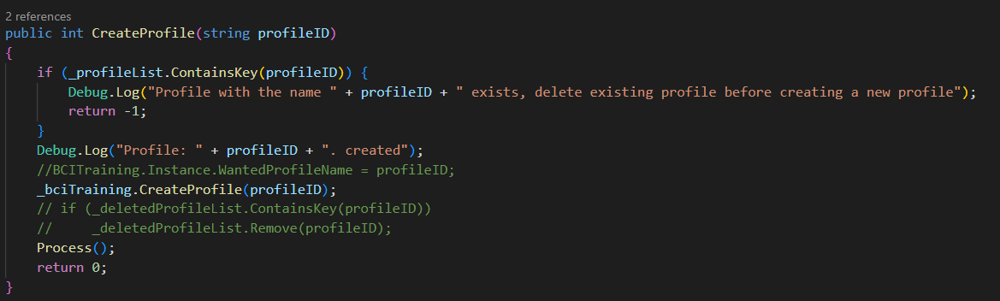 2 references
public int CreateProfile(string profileID)
{
    if (_profileList.ContainsKey(profileID)) {
        Debug.Log("Profile with the name " + profileID + " exists, delete existing profile before creating a new profile");
        return -1;
    }
    Debug.Log("Profile: " + profileID + ". created");
    //BCITraining.Instance.WantedProfileName = profileID;
    _bciTraining.CreateProfile(profileID);
    // if (_deletedProfileList.ContainsKey(profileID))
    //     _deletedProfileList.Remove(profileID);
    Process();
    return 0;
}